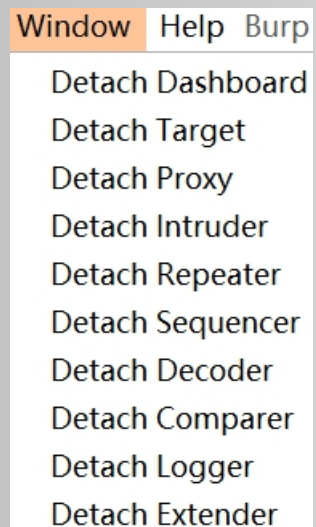 Window Help Burp
Detach Dashboard
Detach Target
Detach Proxy
Detach Intruder
Detach Repeater
Detach Sequencer
Detach Decoder
Detach Comparer
Detach Logger
Detach Extender